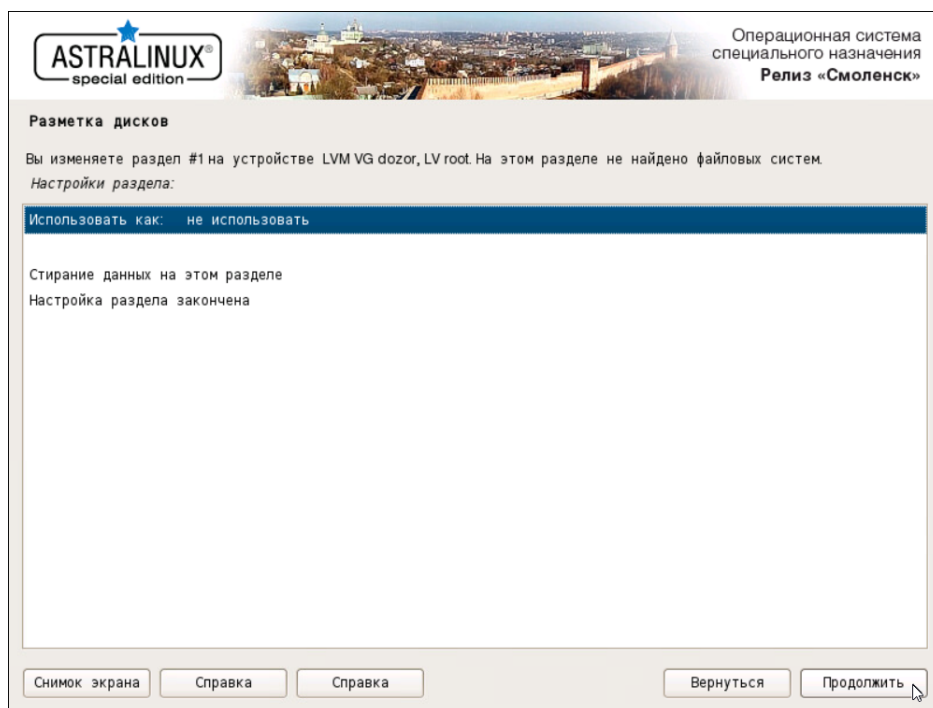 ASTRALINUX®
special edition
Операционная система
специального назначения
Релиз «Смоленск»
Разметка дисков
Вы изменяете раздел #1 на устройстве LVM VG dozor, LV root. На этом разделе не найдено файловых систем.
Настройки раздела:
Использовать как: не использовать
Стирание данных на этом разделе
Настройка раздела закончена
Снимок экрана
Справка
Справка
Вернуться
Продолжить